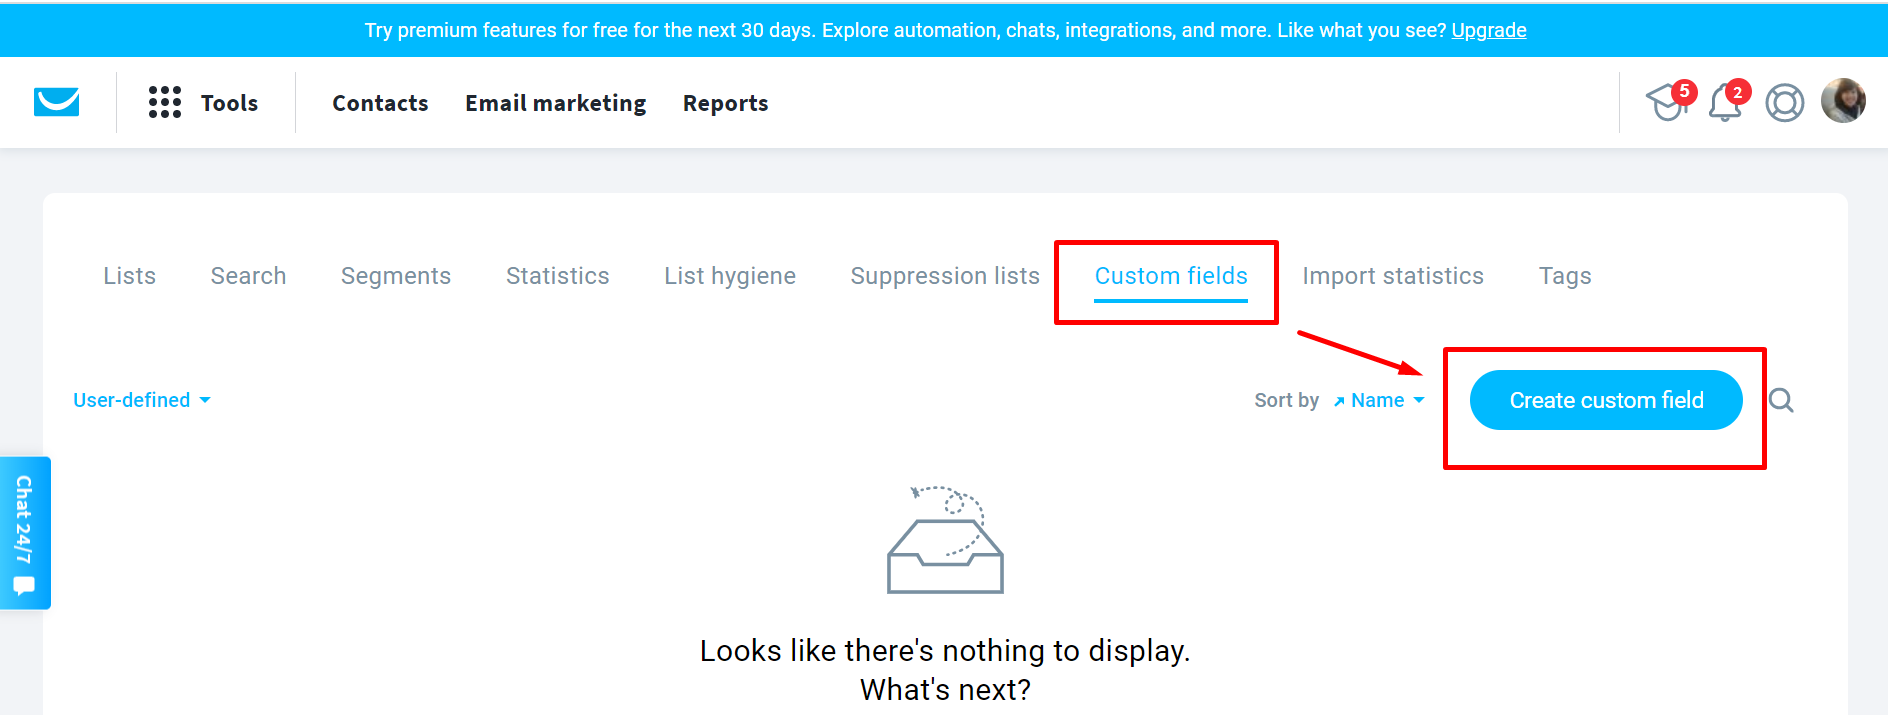 Try premium features for free for the next 30 days. Explore automation, chats, integrations, and more. Like what you see? Upgrade
Tools
Contacts
Email marketing
Reports
5
2
Lists
Search
Segments
Statistics
List hygiene
Suppression lists
Custom fields
Import statistics
Tags
User-defined
Sort by
Name
Create custom field
Chat 24/7
Looks like there's nothing to display.
What's next?